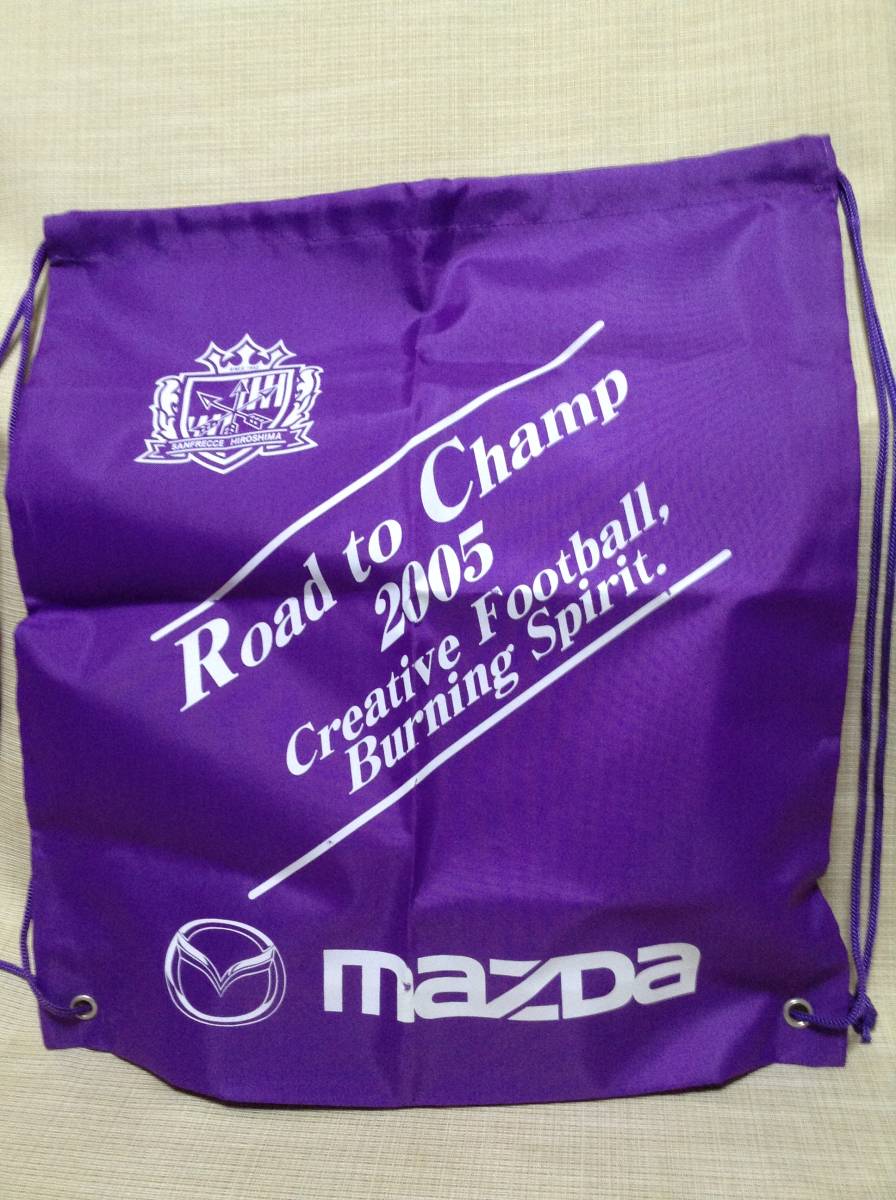 SANFRECCE HIROSHIMA
Road to Champ
2005
Creative Football,
Burning Spirit.
mazda